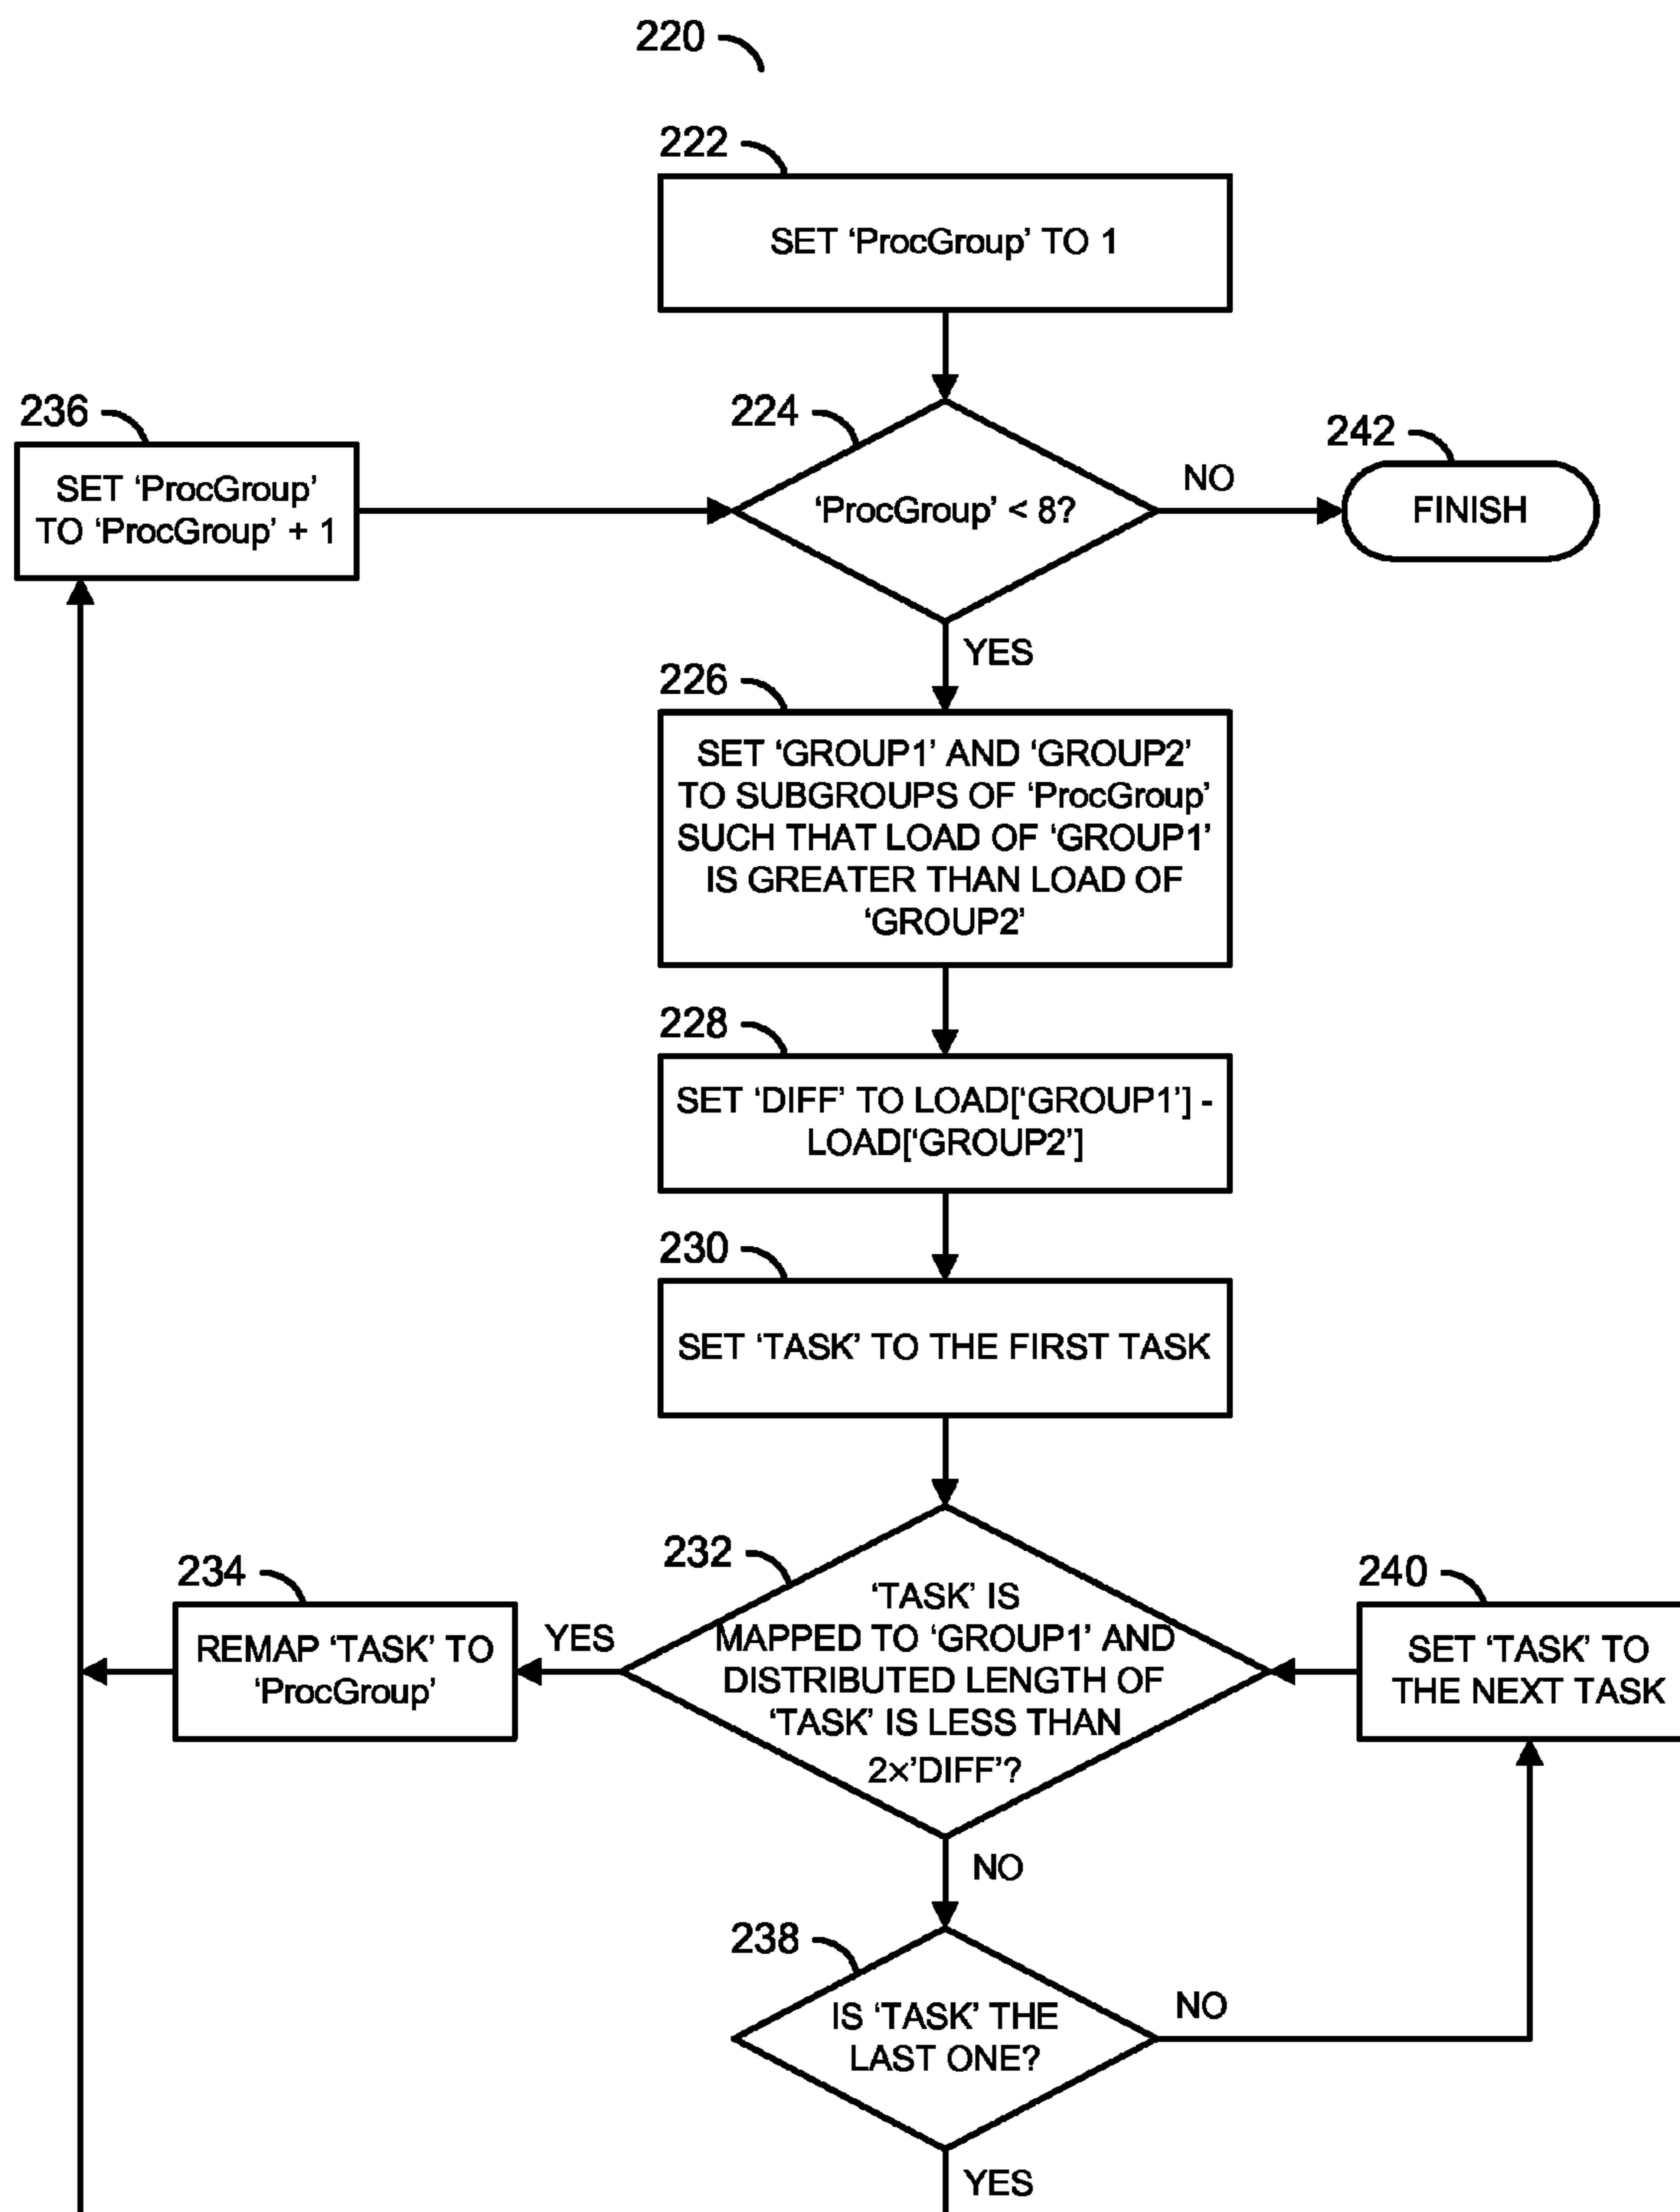 220
222
SET ‘ProcGroup’ TO 1
236
SET ‘ProcGroup’
TO ‘ProcGroup’ + 1
224
‘ProcGroup’ < 8?
NO
242
FINISH
YES
226
SET ‘GROUP1’ AND ‘GROUP2’
TO SUBGROUPS OF ‘ProcGroup’
SUCH THAT LOAD OF ‘GROUP1’
IS GREATER THAN LOAD OF
‘GROUP2’
228
SET ‘DIFF’ TO LOAD[‘GROUP1’] -
LOAD[‘GROUP2’]
230
SET ‘TASK’ TO THE FIRST TASK
232
‘TASK’ IS
MAPPED TO ‘GROUP1’ AND
DISTRIBUTED LENGTH OF
‘TASK’ IS LESS THAN
2×’DIFF’?
YES
234
REMAP ‘TASK’ TO
‘ProcGroup’
240
SET ‘TASK’ TO
THE NEXT TASK
NO
238
IS ‘TASK’ THE
LAST ONE?
NO
YES